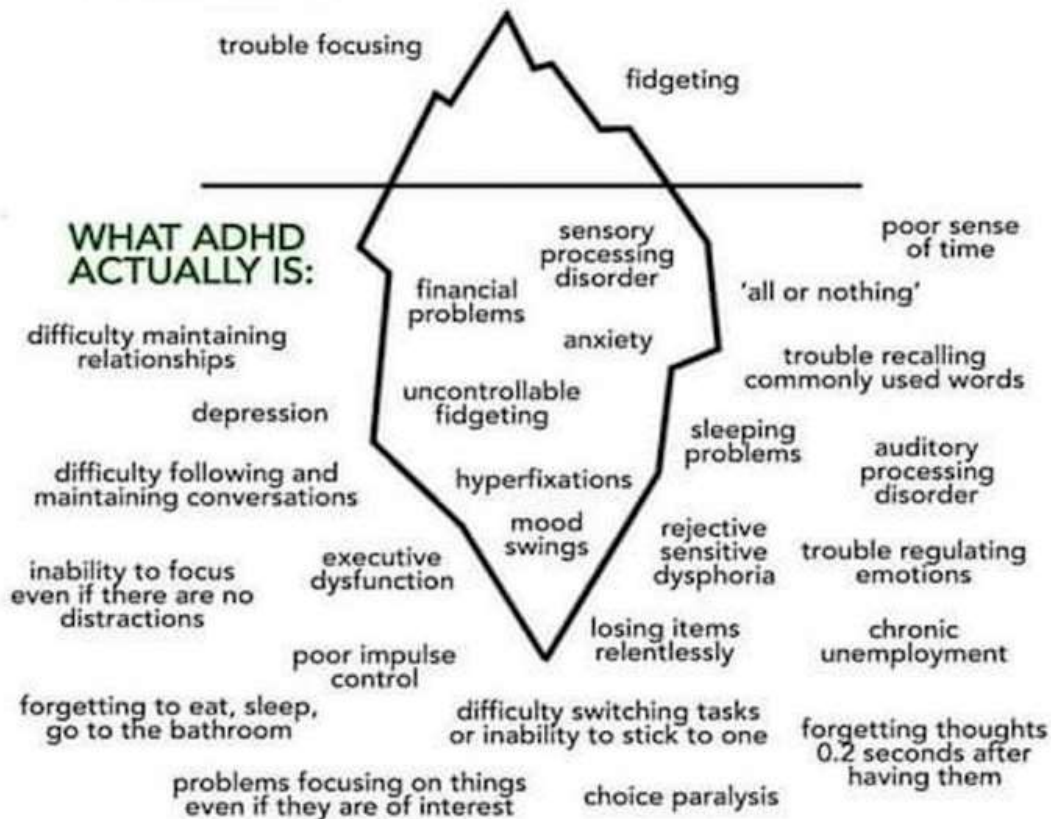 trouble focusing
fidgeting
WHAT ADHD
ACTUALLY IS:
sensory
processing
disorder
poor sense
of time
financial
problems
'all or nothing'
difficulty maintaining
relationships
anxiety
trouble recalling
commonly used words
depression
uncontrollable
fidgeting
sleeping
problems
auditory
processing
disorder
difficulty following and
maintaining conversations
hyperfixations
mood
swings
rejective
sensitive
dysphoria
trouble regulating
emotions
inability to focus
even if there are no
distractions
executive
dysfunction
losing items
relentlessly
chronic
unemployment
poor impulse
control
forgetting to eat, sleep,
go to the bathroom
difficulty switching tasks
or inability to stick to one
forgetting thoughts
0.2 seconds after
having them
problems focusing on things
even if they are of interest
choice paralysis